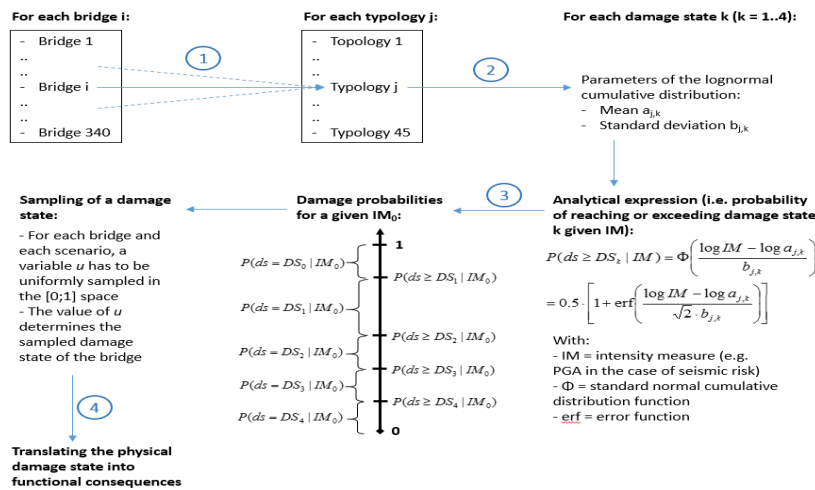 For each bridge i:
- Bridge 1
..
..
- Bridge i
..
..
- Bridge 340
1
For each typology j:
- Topology 1
..
..
- Typology j
..
..
- Typology 45
2
For each damage state k (k = 1..4):
Parameters of the lognormal
cumulative distribution:
- Mean a_{j,k}
- Standard deviation b_{j,k}
3
Analytical expression (i.e. probability
of reaching or exceeding damage state
k given IM):
P(ds ≥ DS_k | IM) = Φ( (log IM − log a_{j,k}) / b_{j,k} )
= 0.5 · [ 1 + erf( (log IM − log a_{j,k}) / (√2 · b_{j,k}) ) ]
With:
- IM = intensity measure (e.g.
PGA in the case of seismic risk)
- Φ = standard normal cumulative
distribution function
- erf = error function
Damage probabilities
for a given IM₀:
1
P(ds = DS₀ | IM₀)
P(ds ≥ DS₁ | IM₀)
P(ds = DS₁ | IM₀)
P(ds ≥ DS₂ | IM₀)
P(ds = DS₂ | IM₀)
P(ds ≥ DS₃ | IM₀)
P(ds = DS₃ | IM₀)
P(ds ≥ DS₄ | IM₀)
P(ds = DS₄ | IM₀)
0
Sampling of a damage
state:
- For each bridge and
each scenario, a
variable u has to be
uniformly sampled in
the [0;1] space
- The value of u
determines the
sampled damage
state of the bridge
4
Translating the physical
damage state into
functional consequences